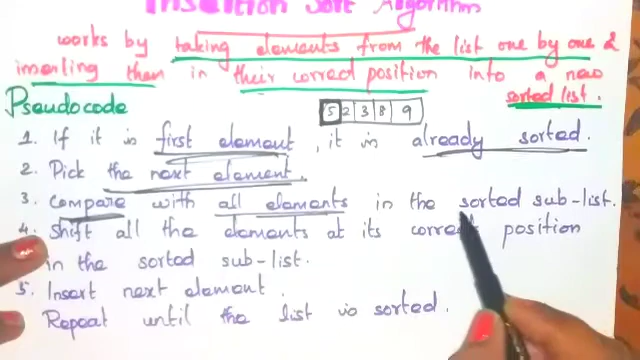 Insertion Sort Algorithm
works by taking elements from the list one by one &
inserting them in their correct position into a new
sorted list.
Pseudocode
5 2 3 8 9
1. If it is first element, it is already sorted.
2. Pick the next element.
3. Compare with all elements in the sorted sub-list.
4. Shift all the elements at its correct position
in the sorted sub-list.
5. Insert next element.
Repeat until the list is sorted.